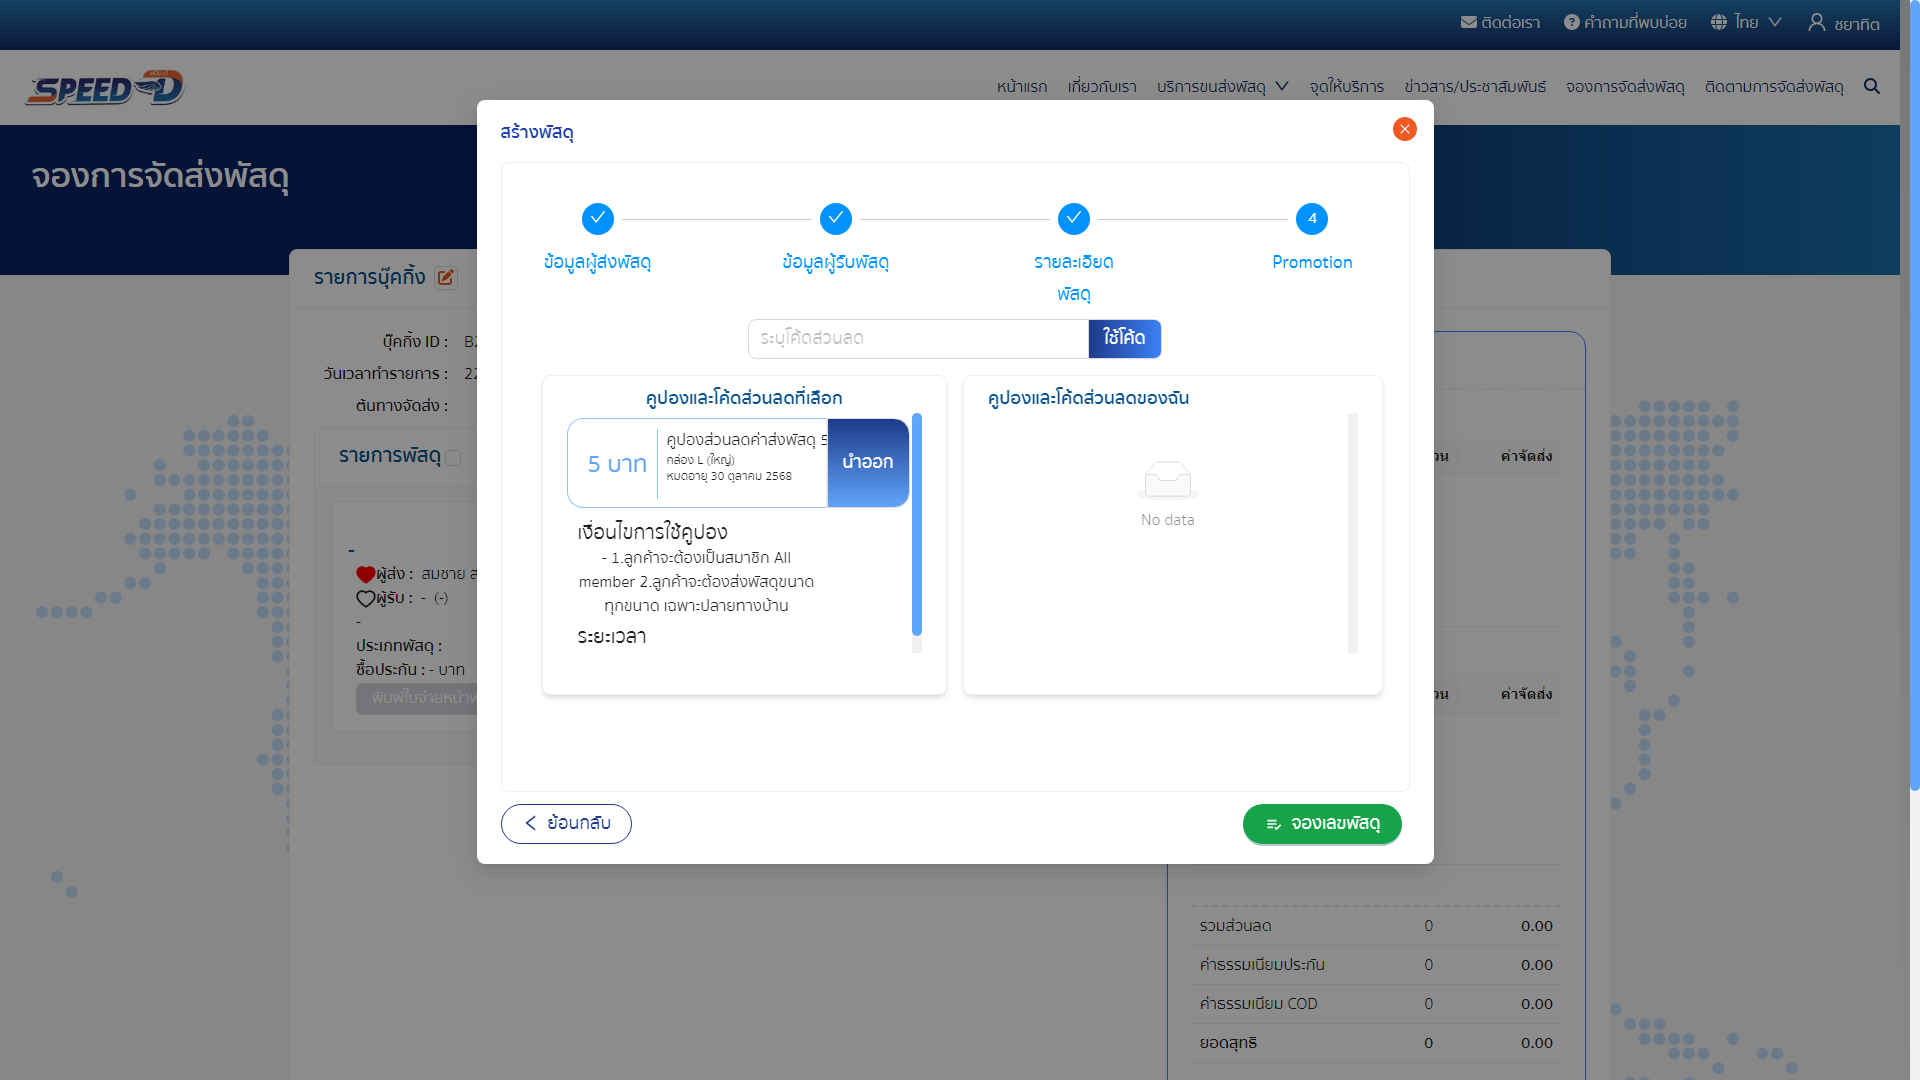 ติดต่อเรา
คำถามที่พบบ่อย
ไทย
ชยาทิต
SPEED-D
หน้าแรก
เกี่ยวกับเรา
บริการขนส่งพัสดุ
จุดให้บริการ
ข่าวสาร/ประชาสัมพันธ์
จองการจัดส่งพัสดุ
ติดตามการจัดส่งพัสดุ
จองการจัดส่งพัสดุ
รายการบุ๊คกิ้ง
บุ๊คกิ้ง ID :
วันเวลาทำรายการ : 22
ต้นทางจัดส่ง :
รายการพัสดุ
-
ผู้ส่ง : สมชาย
ผู้รับ : - (-)
-
ประเภทพัสดุ :
ซื้อประกัน : - บาท
พิมพ์ใบจ่ายหน้า
สร้างพัสดุ
4
ข้อมูลผู้ส่งพัสดุ
ข้อมูลผู้รับพัสดุ
รายละเอียด
พัสดุ
Promotion
ระบุโค้ดส่วนลด
ใช้โค้ด
คูปองและโค้ดส่วนลดที่เลือก
5 บาท
คูปองส่วนลดค่าส่งพัสดุ 5
กล่อง L (ใหญ่)
หมดอายุ 30 ตุลาคม 2568
นำออก
เงื่อนไขการใช้คูปอง
- 1.ลูกค้าจะต้องเป็นสมาชิก All
member 2.ลูกค้าจะต้องส่งพัสดุขนาด
ทุกขนาด เฉพาะปลายทางบ้าน
ระยะเวลา
คูปองและโค้ดส่วนลดของฉัน
No data
ย้อนกลับ
จองเลขพัสดุ
ค่าจัดส่ง
ค่าจัดส่ง
รวมส่วนลด 0 0.00
ค่าธรรมเนียมประกัน 0 0.00
ค่าธรรมเนียม COD 0 0.00
ยอดสุทธิ 0 0.00